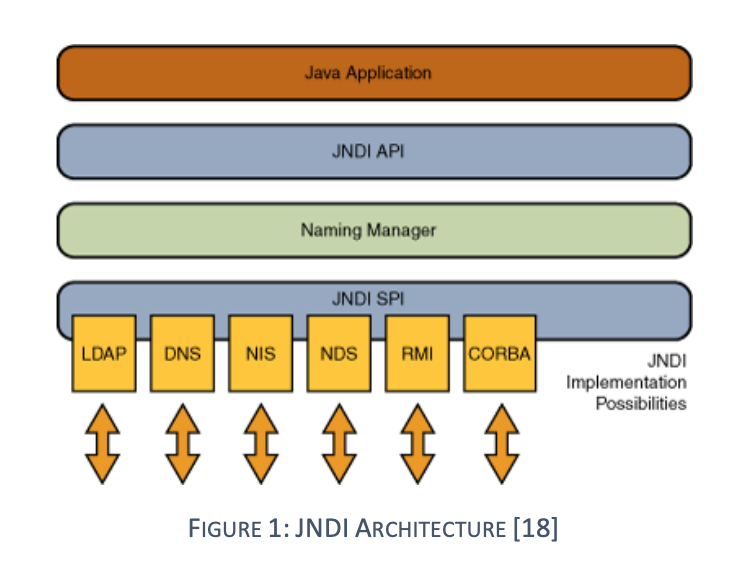 Java Application
JNDI API
Naming Manager
JNDI SPI
LDAP
DNS
NIS
NDS
RMI
CORBA
JNDI
Implementation
Possibilities
FIGURE 1: JNDI ARCHITECTURE [18]